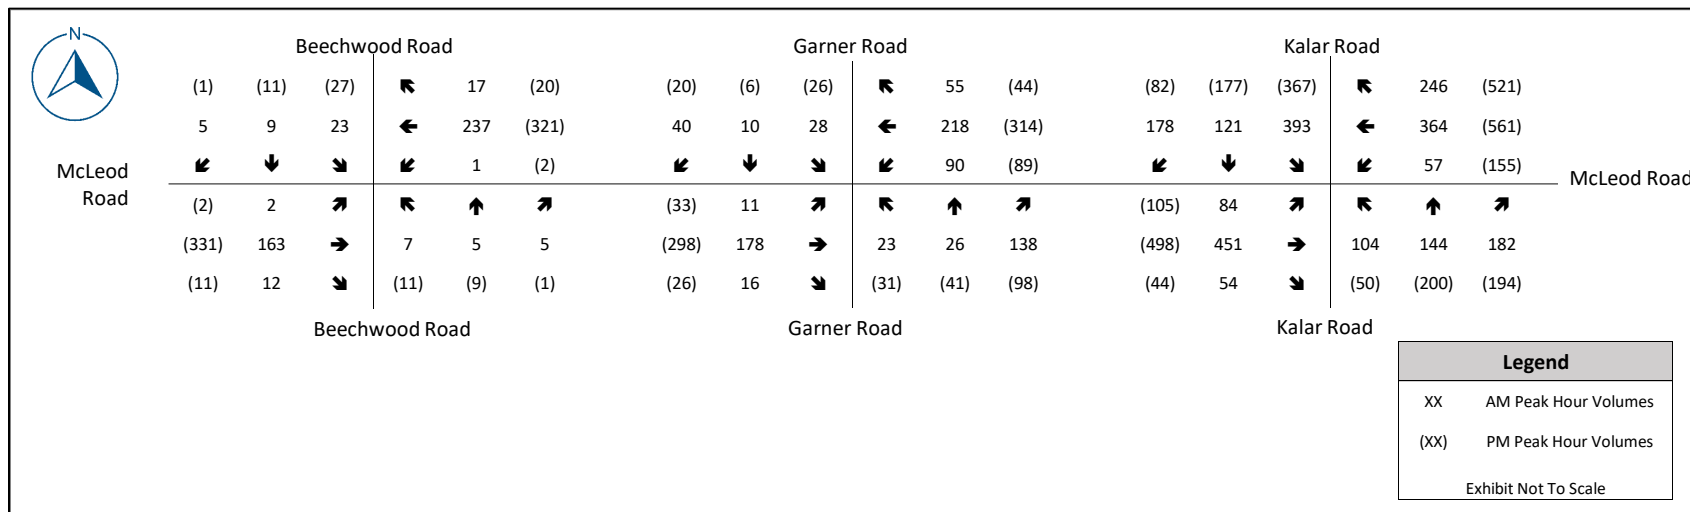 N
Beechwood Road Garner Road Kalar Road
(1) (11) (27) 17 (20) (20) (6) (26) 55 (44) (82) (177) (367) 246 (521)
5 9 23 237 (321) 40 10 28 218 (314) 178 121 393 364 (561)
1 (2) 90 (89) 57 (155)
McLeod
Road
McLeod Road
(2) 2 (33) 11 (105) 84
(331) 163 7 5 5 (298) 178 23 26 138 (498) 451 104 144 182
(11) 12 (11) (9) (1) (26) 16 (31) (41) (98) (44) 54 (50) (200) (194)
Beechwood Road Garner Road Kalar Road
Legend
XX AM Peak Hour Volumes
(XX) PM Peak Hour Volumes
Exhibit Not To Scale